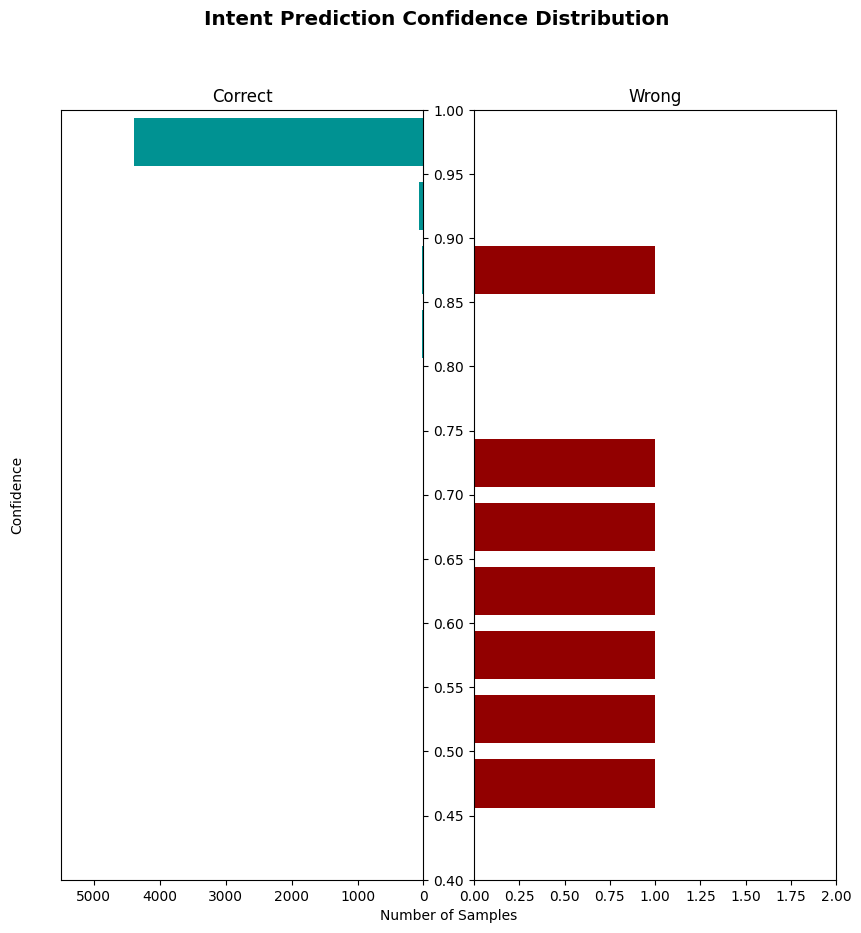 Intent Prediction Confidence Distribution
Correct
Wrong
1.00
0.95
0.90
0.85
0.80
0.75
0.70
0.65
0.60
0.55
0.50
0.45
0.40
Confidence
5000 4000 3000 2000 1000 0
0.00 0.25 0.50 0.75 1.00 1.25 1.50 1.75 2.00
Number of Samples